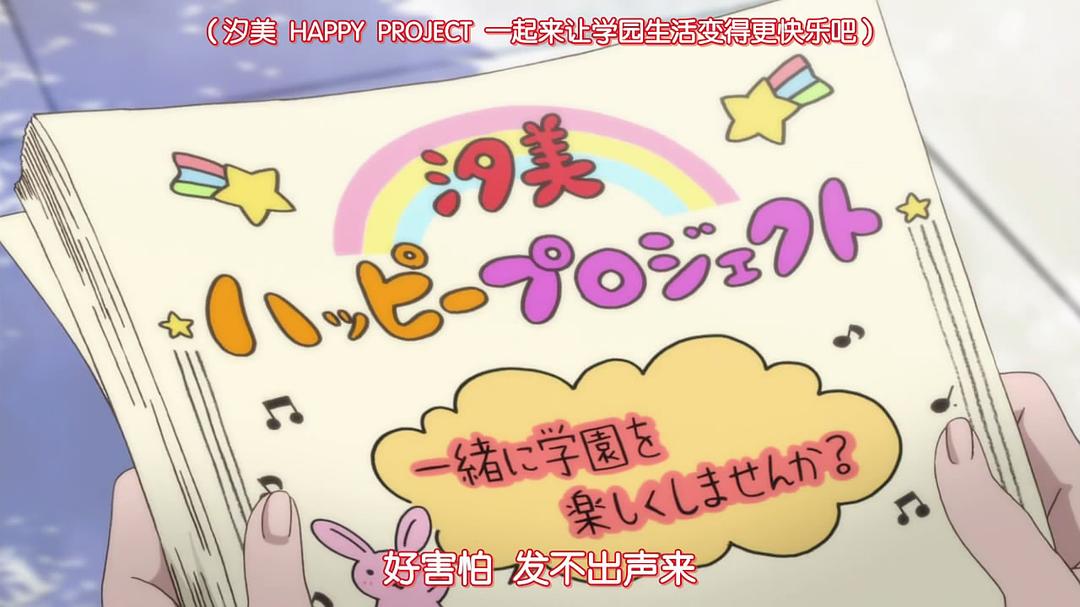 (汐美 HAPPY PROJECT 一起来让学园生活变得更快乐吧)
汐美
ハッピープロジェクト
一緒に学園を
楽しくしませんか?
好害怕 发不出声来